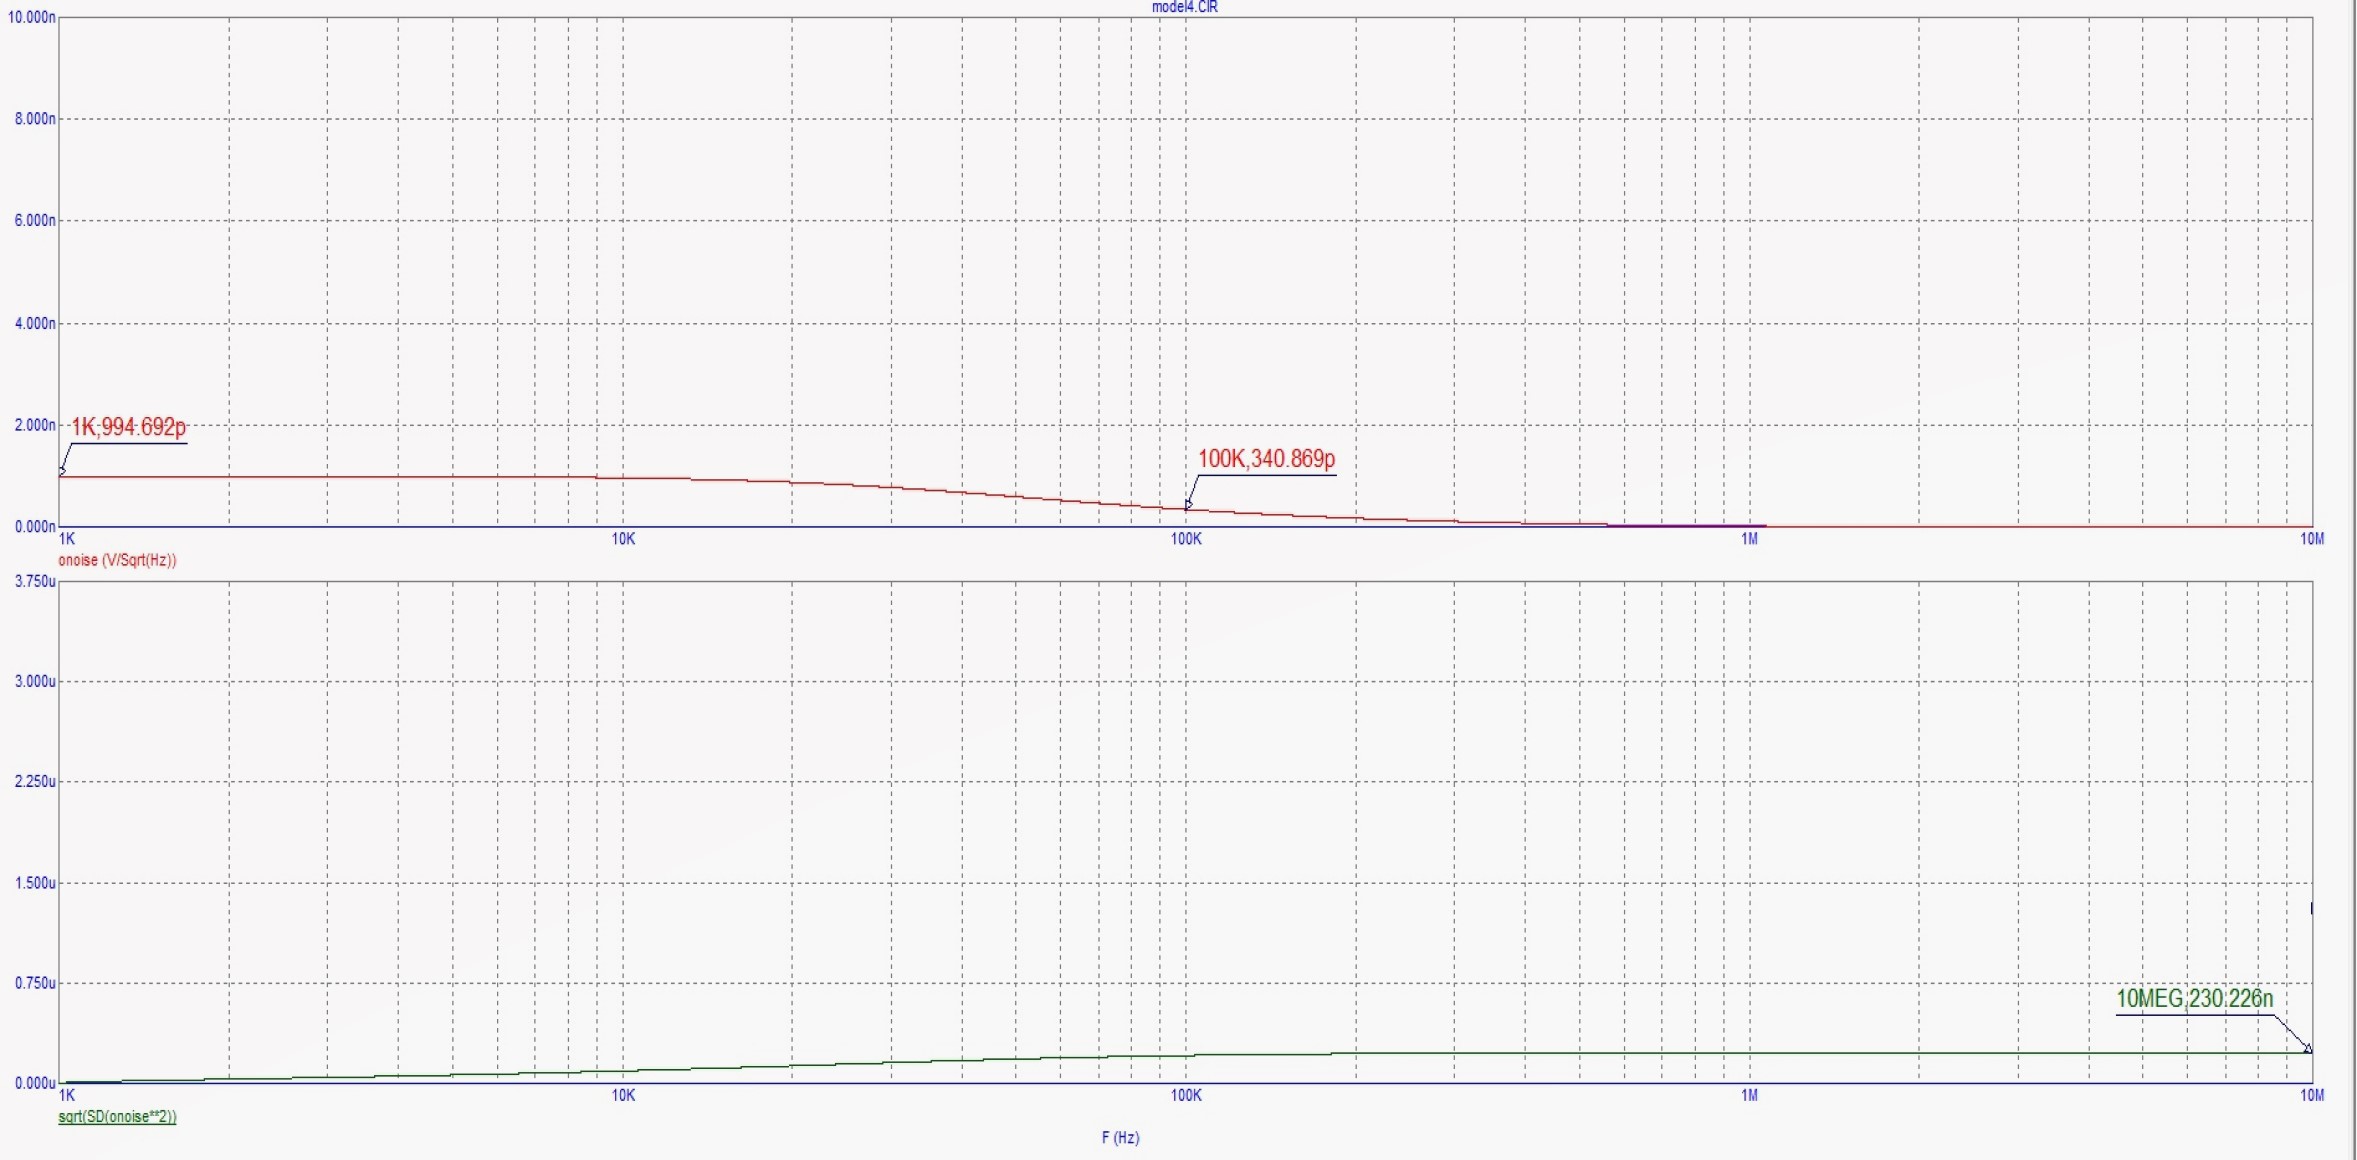 model4.CIR
10.000n
8.000n
6.000n
4.000n
2.000n
1K,994.692p
100K,340.869p
0.000n
1K 10K 100K 1M 10M
onoise (V/Sqrt(Hz))
3.750u
3.000u
2.250u
1.500u
0.750u
10MEG,230.226n
0.000u
1K 10K 100K 1M 10M
sqrt(SD(onoise**2))
F (Hz)